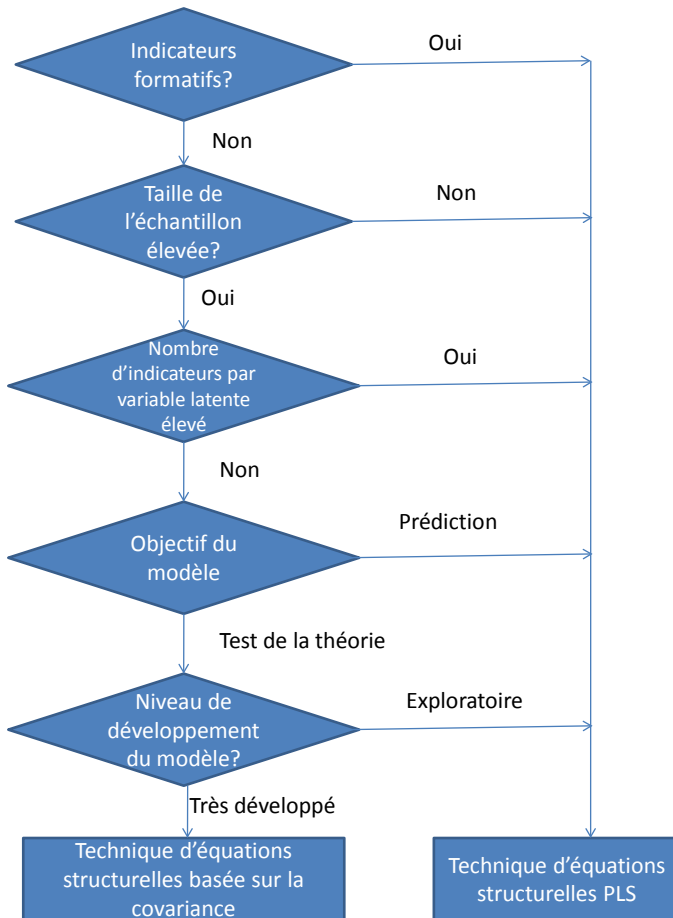 Indicateurs
formatifs?
Oui
Non
Taille de
l'échantillon
élevée?
Non
Oui
Nombre
d'indicateurs par
variable latente
élevé
Oui
Non
Objectif du
modèle
Prédiction
Test de la théorie
Niveau de
développement
du modèle?
Exploratoire
Très développé
Technique d'équations
structurelles basée sur la
covariance
Technique d'équations
structurelles PLS